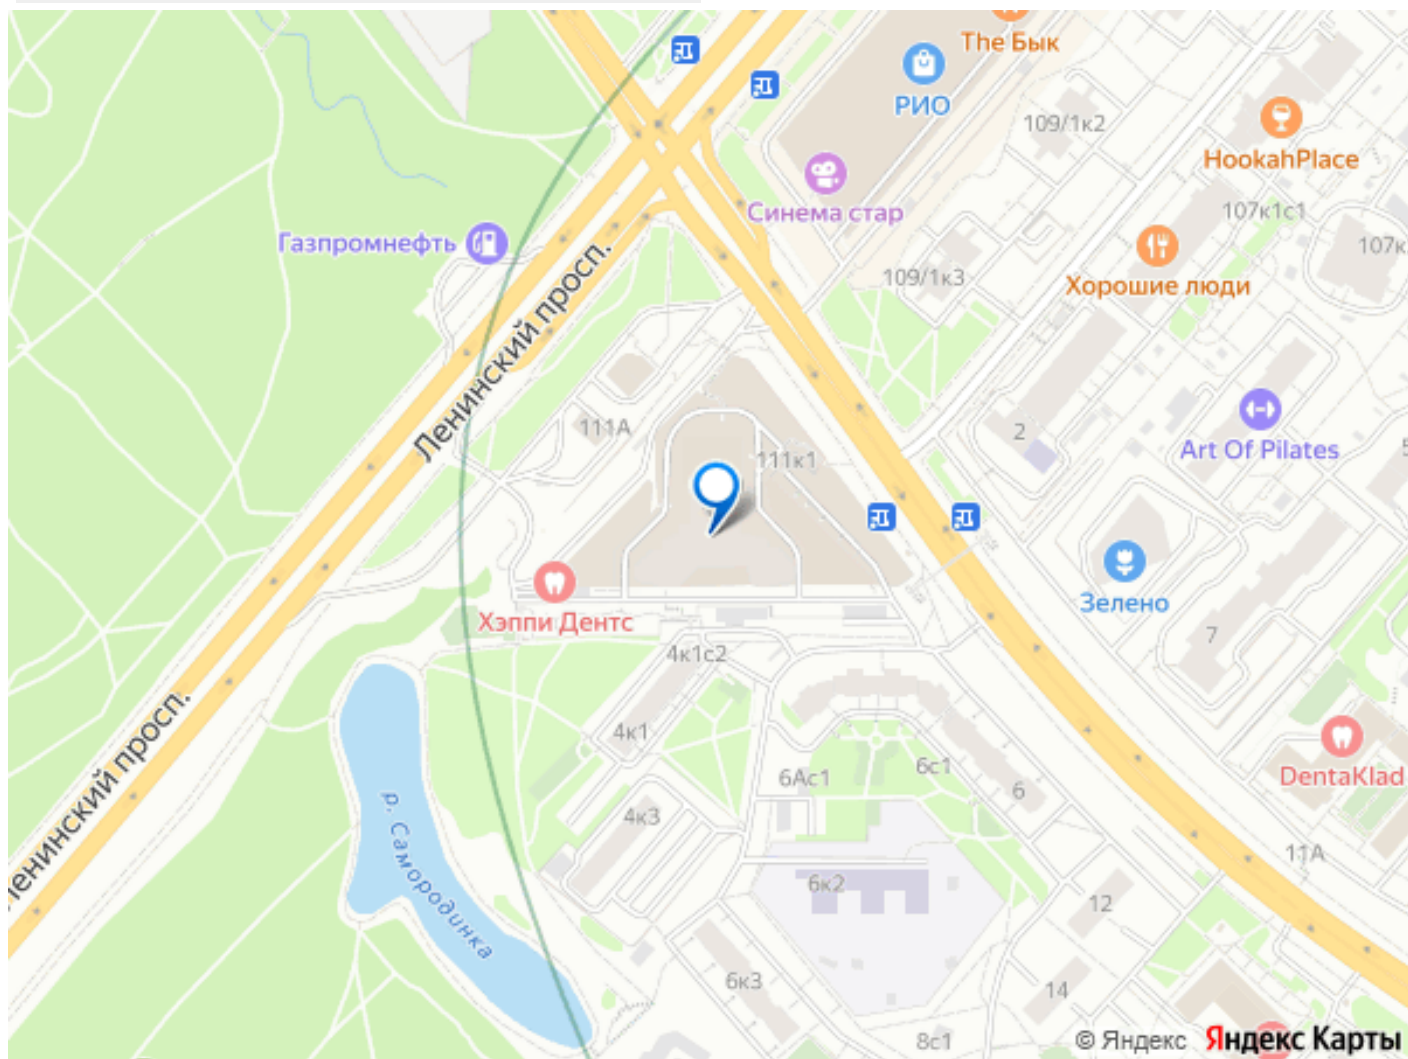 The Бык
РИО
109/1к2
HookahPlace
Синема стар
107к1с1
Газпромнефть
107к
109/1к3
Хорошие люди
Ленинский просп.
111А
2
111к1
Art Of Pilates
Хэппи Дентс
Зелено
4к1с2
7
4к1
6Ас1
6с1
6
DentaKlad
Ленинский просп.
4к3
р. Самородинка
11А
6к2
12
6к3
14
8с1
© Яндекс Яндекс Карты